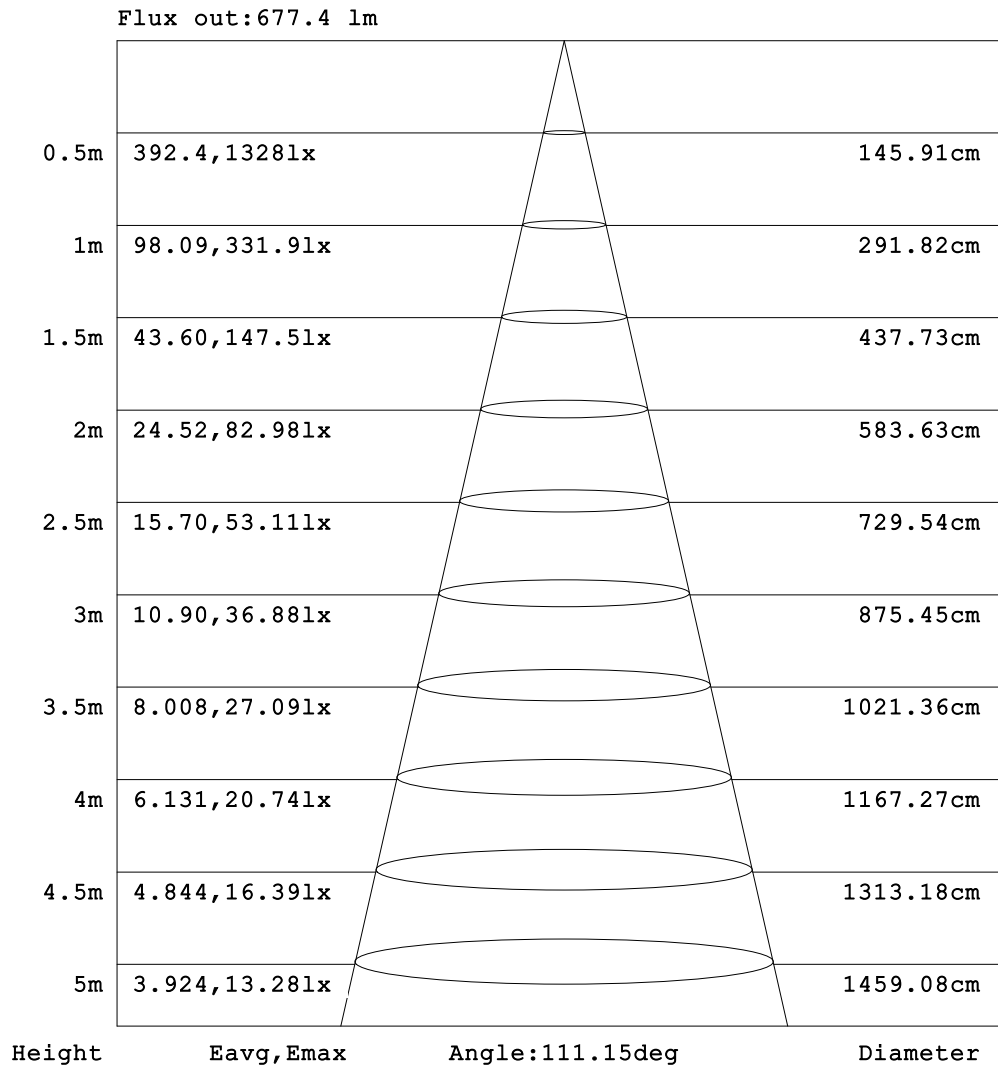 Flux out:677.4 lm
0.5m 392.4,1328lx 145.91cm
1m 98.09,331.9lx 291.82cm
1.5m 43.60,147.5lx 437.73cm
2m 24.52,82.98lx 583.63cm
2.5m 15.70,53.11lx 729.54cm
3m 10.90,36.88lx 875.45cm
3.5m 8.008,27.09lx 1021.36cm
4m 6.131,20.74lx 1167.27cm
4.5m 4.844,16.39lx 1313.18cm
5m 3.924,13.28lx 1459.08cm
Height Eavg,Emax Angle:111.15deg Diameter